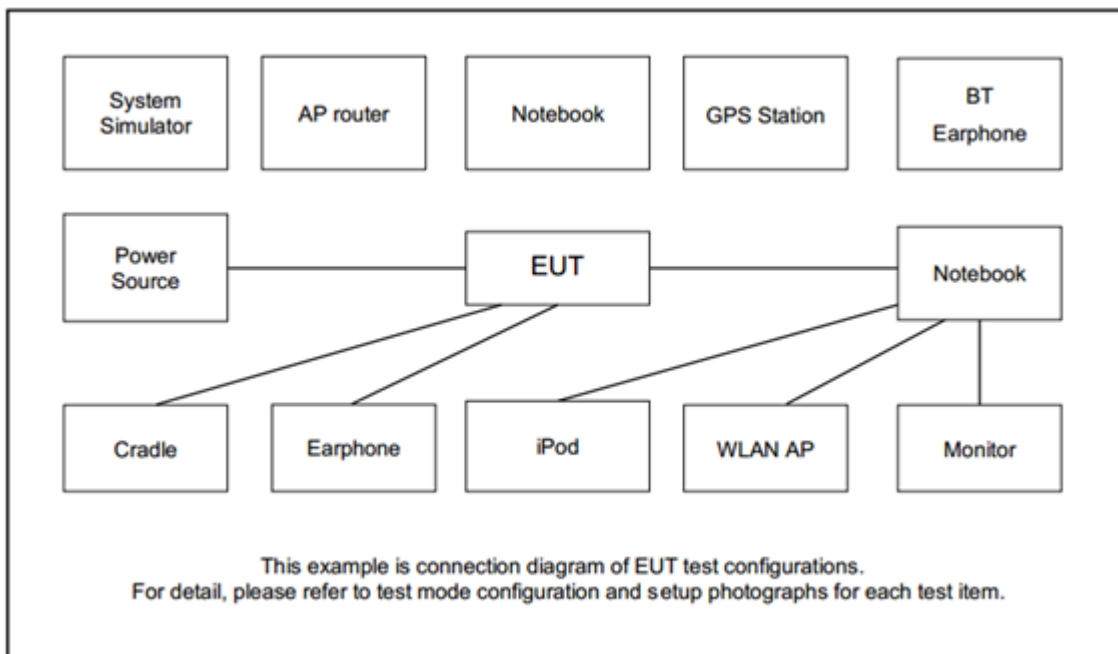 System
Simulator
AP router
Notebook
GPS Station
BT
Earphone
Power
Source
EUT
Notebook
Cradle
Earphone
iPod
WLAN AP
Monitor
This example is connection diagram of EUT test configurations.
For detail, please refer to test mode configuration and setup photographs for each test item.